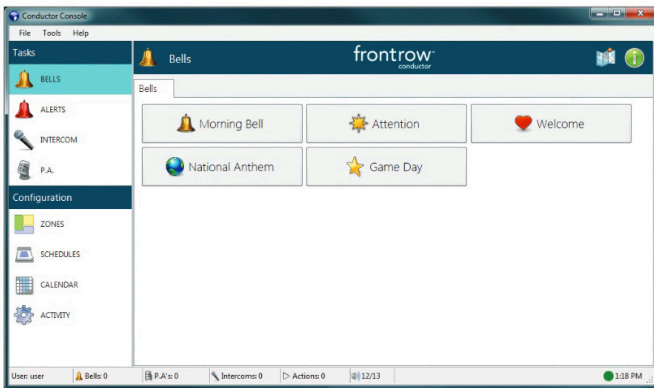 Conductor Console
File Tools Help
Tasks
Bells
frontrow
conductor
BELLS
Bells
ALERTS
Morning Bell
Attention
Welcome
INTERCOM
National Anthem
Game Day
P.A.
Configuration
ZONES
SCHEDULES
CALENDAR
ACTIVITY
User: user
Bells: 0
P.A's: 0
Intercoms: 0
Actions: 0
12/13
1:18 PM